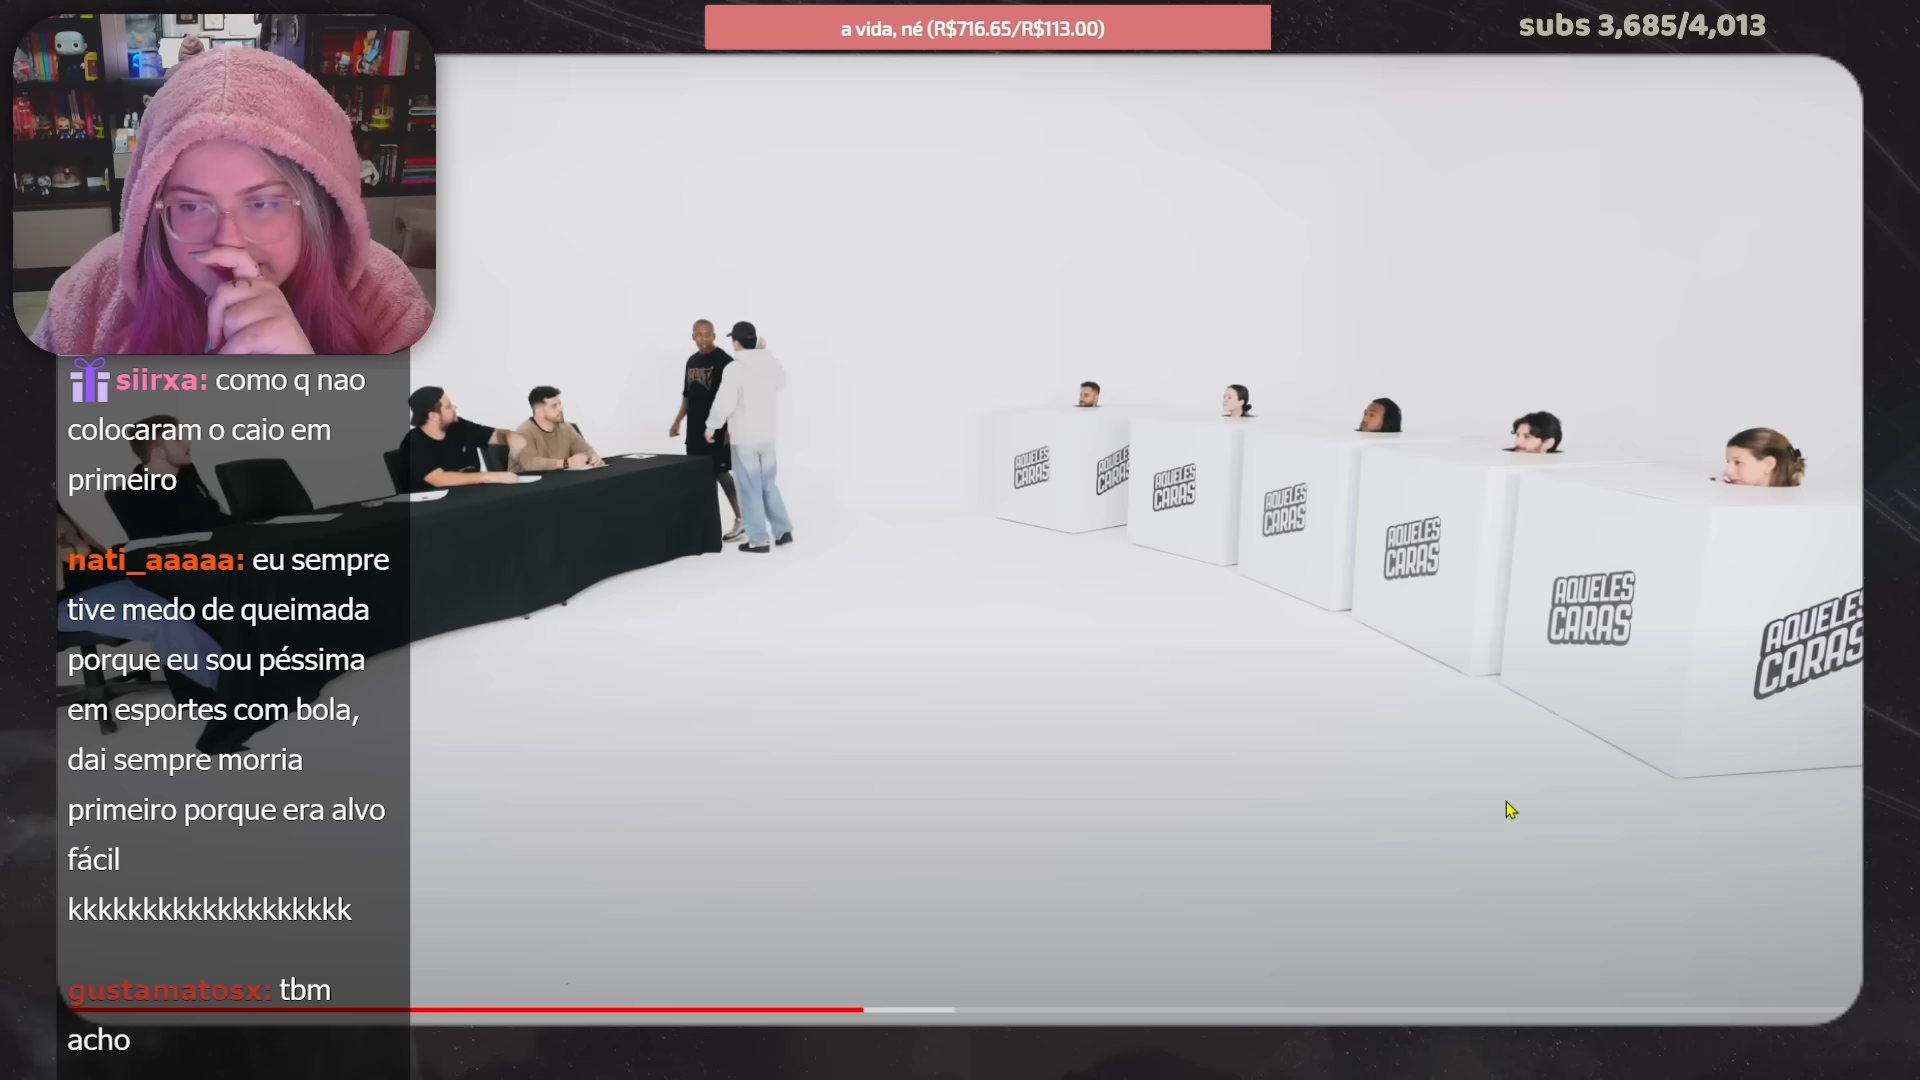 a vida, né (R$716.65/R$113.00)
subs 3,685/4,013
siirxa: como q nao
colocaram o caio em
primeiro
nati_aaaaa: eu sempre
tive medo de queimada
porque eu sou péssima
em esportes com bola,
dai sempre morria
primeiro porque era alvo
fácil
kkkkkkkkkkkkkkkkkkk
gustamatosx: tbm
acho
AQUELES
CARAS
AQUELES
CARAS
AQUELES
CARAS
AQUELES
CARAS
AQUELES
CARAS
AQUELES
CARAS
AQUELES
CARAS